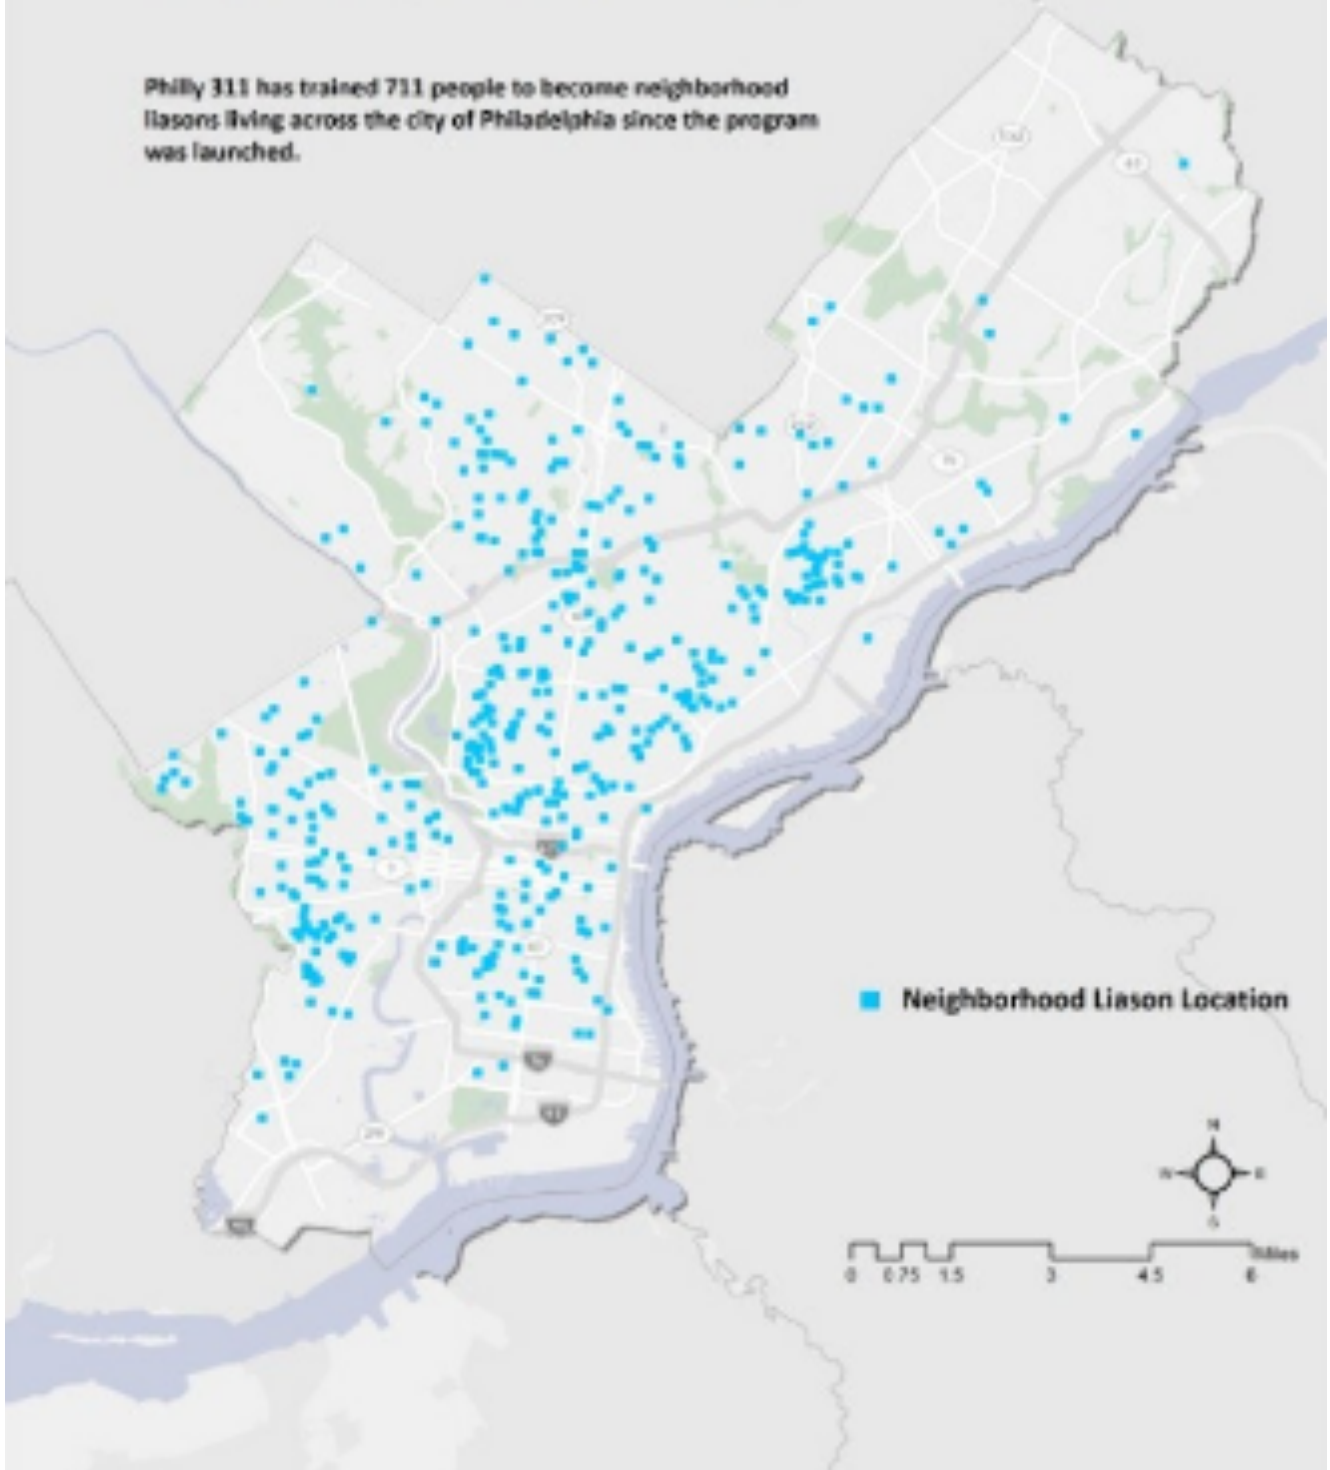 Philly 311 has trained 711 people to become neighborhood
liasons living across the city of Philadelphia since the program
was launched.
Neighborhood Liason Location
N
W
E
S
Miles
0 0.75 1.5 3 4.5 6